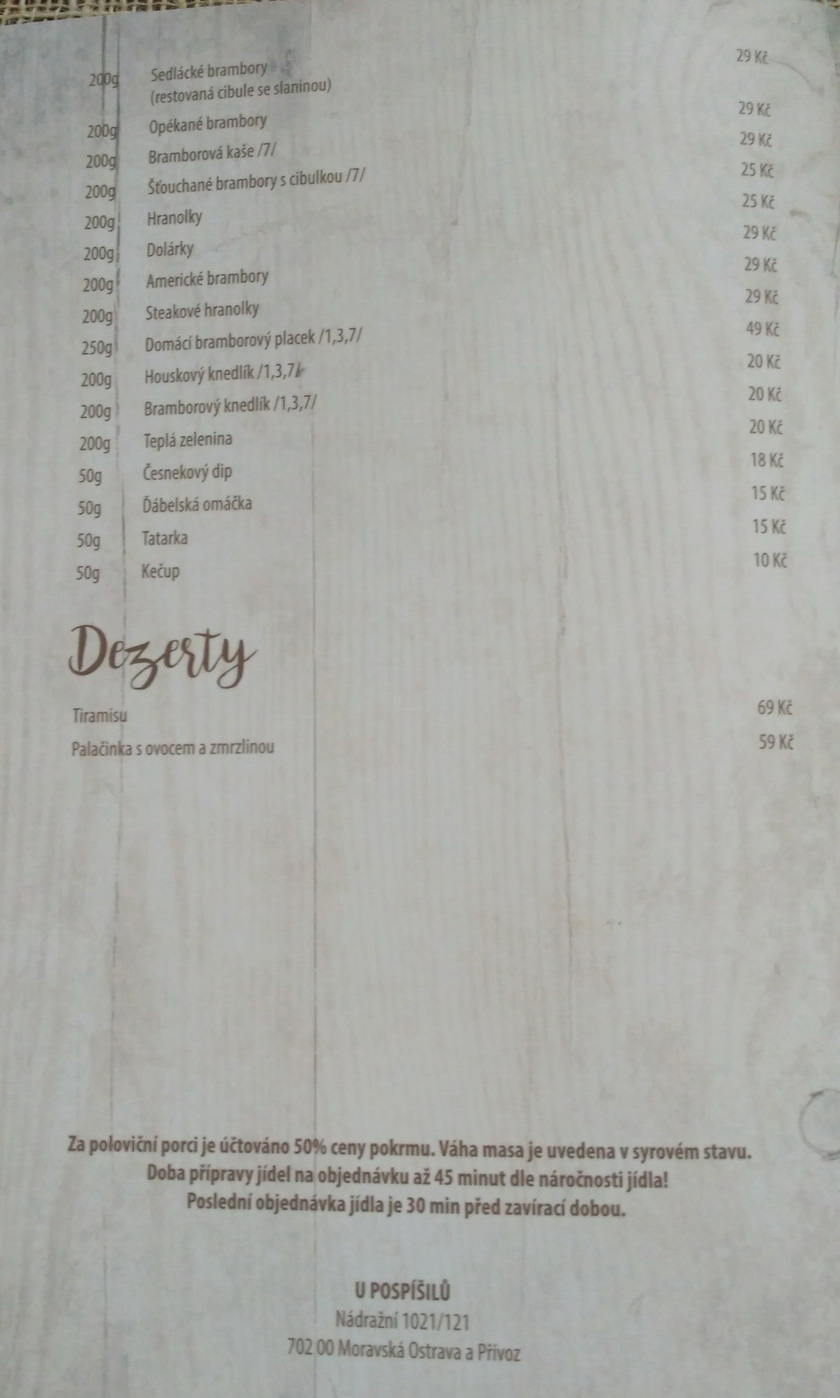 200g Sedlácké brambory 29 Kč
(restovaná cibule se slaninou)
200g Opékané brambory 29 Kč
200g Bramborová kaše /7/ 29 Kč
200g Šťouchané brambory s cibulkou /7/ 25 Kč
200g Hranolky 25 Kč
200g Dolárky 29 Kč
200g Americké brambory 29 Kč
200g Steakové hranolky 29 Kč
250g Domácí bramborový placek /1,3,7/ 49 Kč
200g Houskový knedlík /1,3,7/ 20 Kč
200g Bramborový knedlík /1,3,7/ 20 Kč
200g Teplá zelenina 20 Kč
50g Česnekový dip 18 Kč
50g Ďábelská omáčka 15 Kč
50g Tatarka 15 Kč
50g Kečup 10 Kč
Dezerty
Tiramisu 69 Kč
Palačinka s ovocem a zmrzlinou 59 Kč
Za poloviční porci je účtováno 50% ceny pokrmu. Váha masa je uvedena v syrovém stavu.
Doba přípravy jídel na objednávku až 45 minut dle náročnosti jídla!
Poslední objednávka jídla je 30 min před zavírací dobou.
U POSPÍŠILŮ
Nádražní 1021/121
702 00 Moravská Ostrava a Přívoz